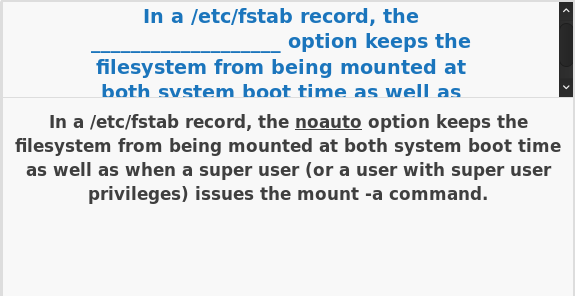 In a /etc/fstab record, the
___________________ option keeps the
filesystem from being mounted at
both system boot time as well as
In a /etc/fstab record, the noauto option keeps the
filesystem from being mounted at both system boot time
as well as when a super user (or a user with super user
privileges) issues the mount -a command.